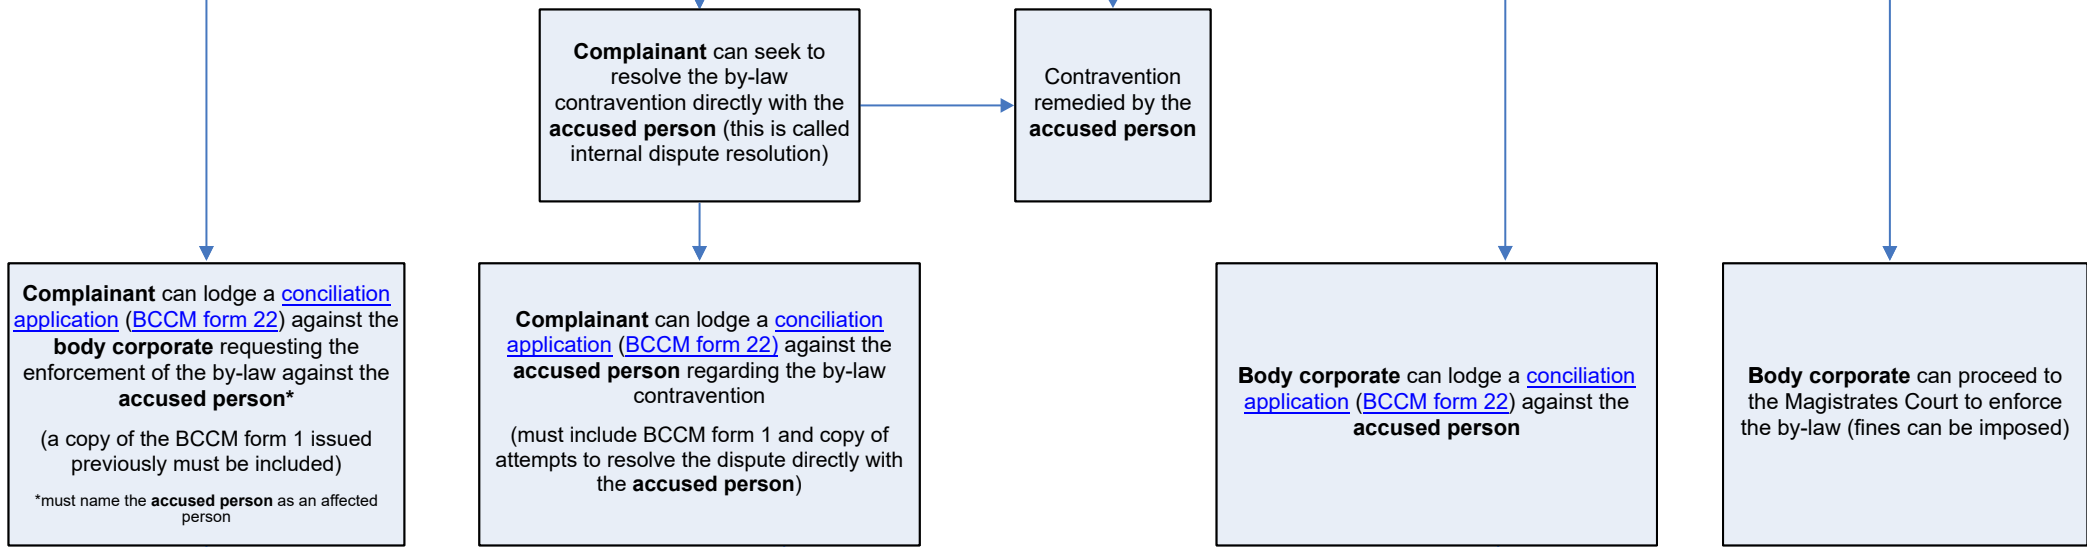 Complainant can seek to
resolve the by-law
contravention directly with the
accused person (this is called
internal dispute resolution)
Contravention
remedied by the
accused person
Complainant can lodge a conciliation
application (BCCM form 22) against the
body corporate requesting the
enforcement of the by-law against the
accused person*
(a copy of the BCCM form 1 issued
previously must be included)
*must name the accused person as an affected
person
Complainant can lodge a conciliation
application (BCCM form 22) against the
accused person regarding the by-law
contravention
(must include BCCM form 1 and copy of
attempts to resolve the dispute directly with
the accused person)
Body corporate can lodge a conciliation
application (BCCM form 22) against the
accused person
Body corporate can proceed to
the Magistrates Court to enforce
the by-law (fines can be imposed)